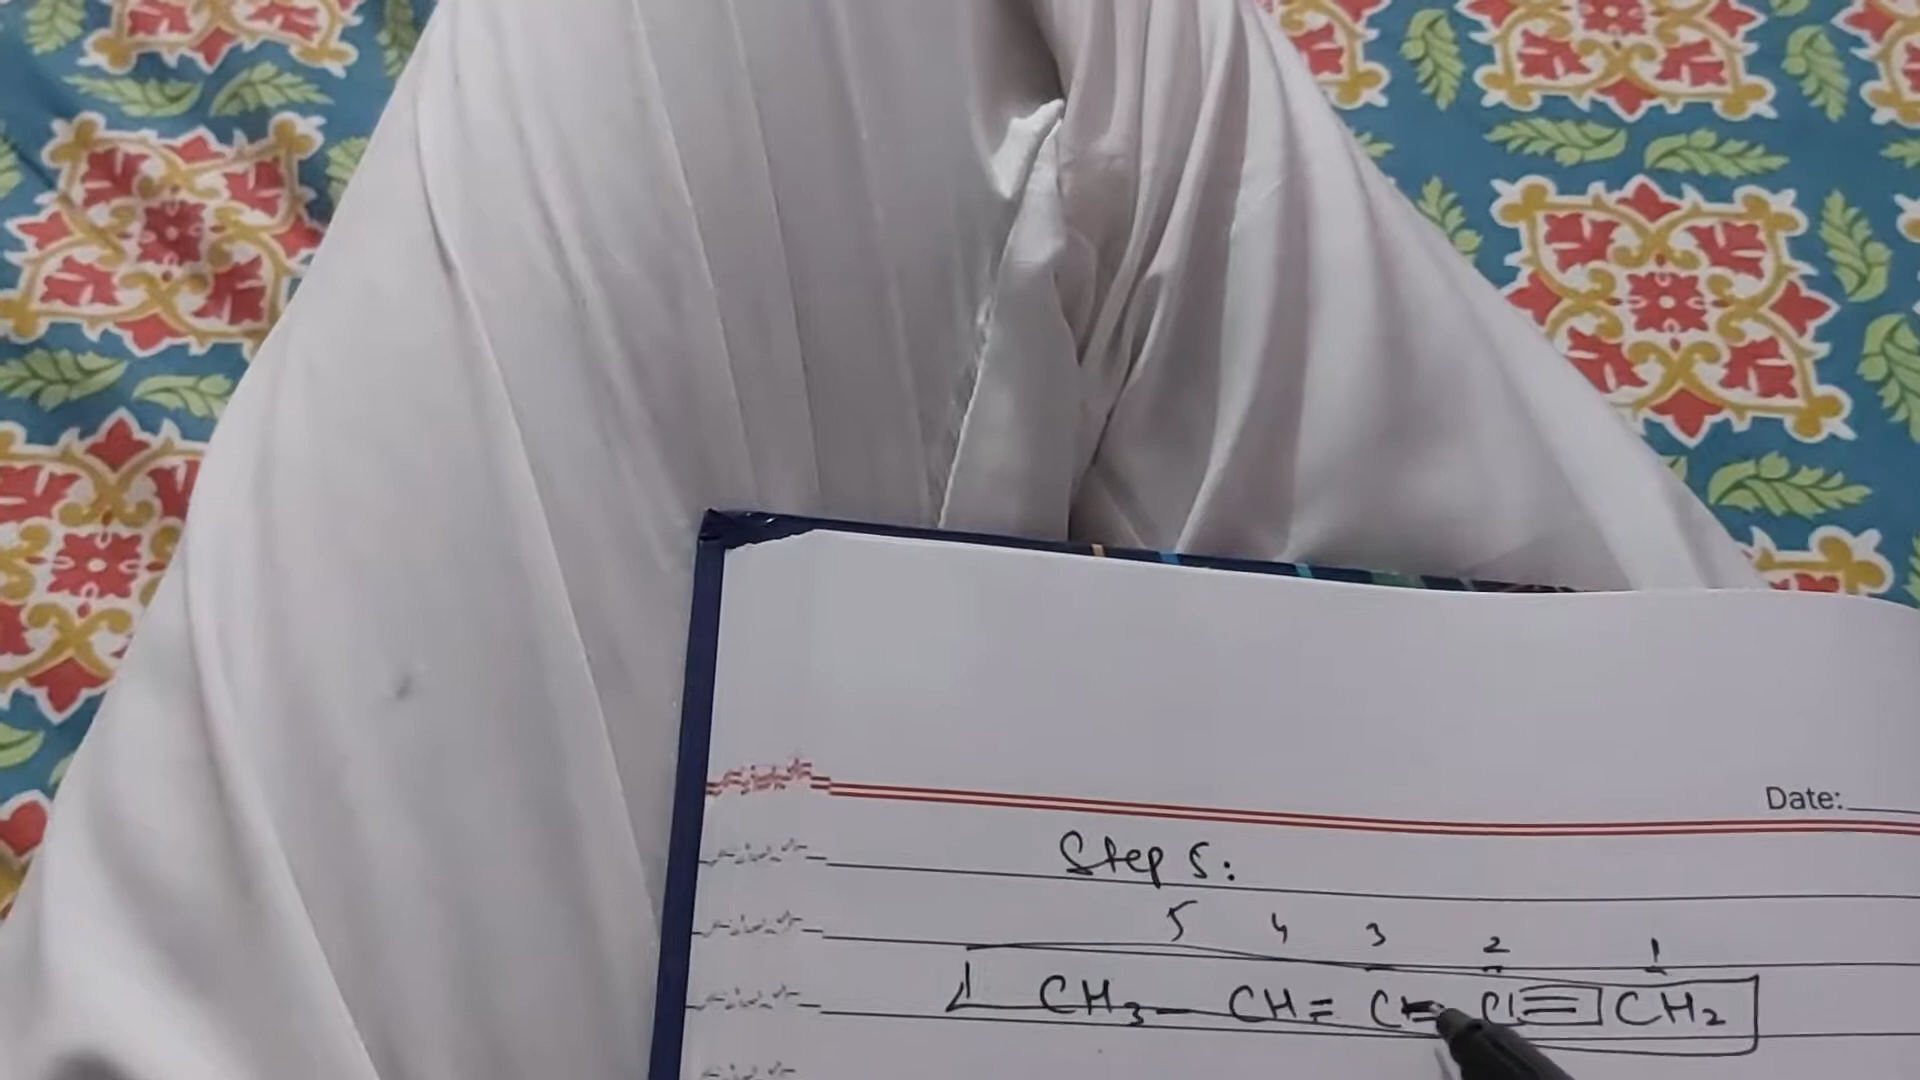 Date:
Step 5:
5 4 3 2 1
CH₃ — CH = C = C ≡ CH₂